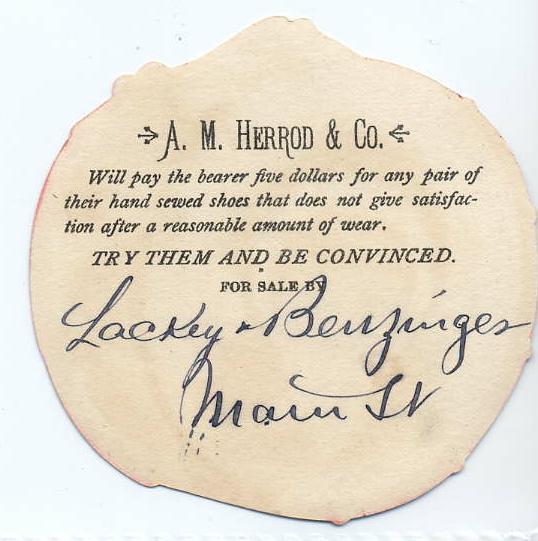 A. M. HERROD & CO.
Will pay the bearer five dollars for any pair of
their hand sewed shoes that does not give satisfac-
tion after a reasonable amount of wear.
TRY THEM AND BE CONVINCED.
FOR SALE BY
Lackey & Benzinger
Main St